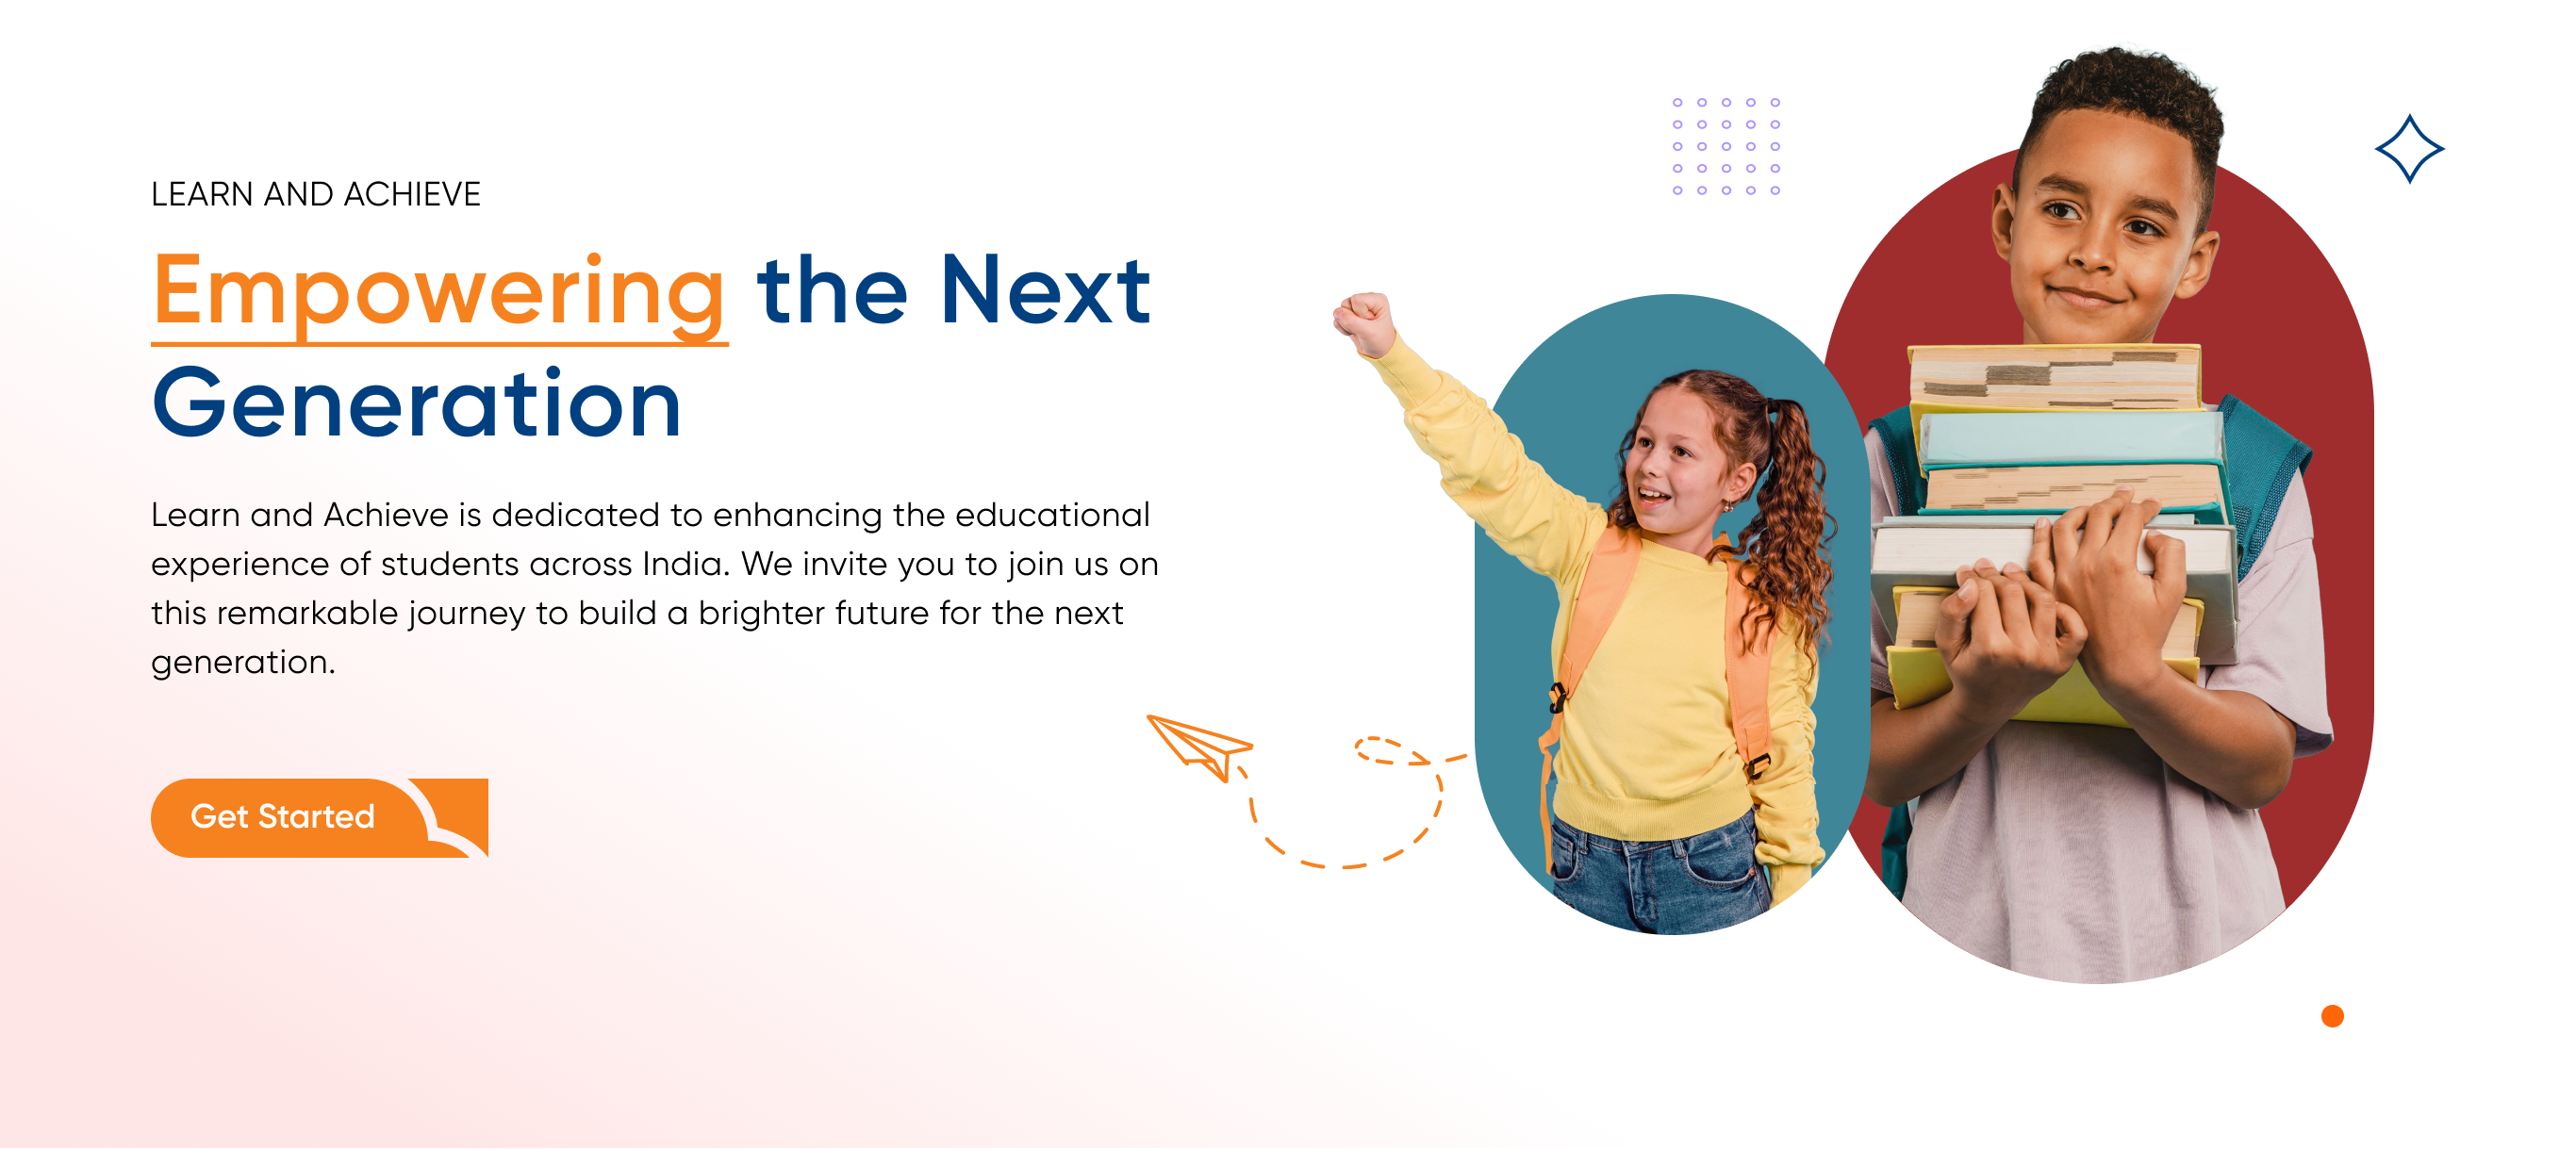 LEARN AND ACHIEVE
Empowering the Next
Generation
Learn and Achieve is dedicated to enhancing the educational
experience of students across India. We invite you to join us on
this remarkable journey to build a brighter future for the next
generation.
Get Started